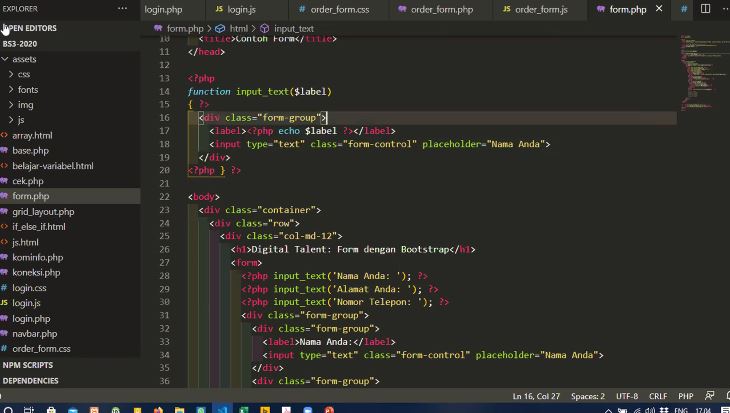 EXPLORER
login.php
login.js
order_form.css
order_form.php
order_form.js
form.php
form.php > html > input_text
OPEN EDITORS
BS3-2020
assets
css
fonts
img
js
array.html
base.php
belajar-variabel.html
cek.php
form.php
grid_layout.php
if_else_if.html
js.html
kominfo.php
koneksi.php
login.css
login.js
login.php
navbar.php
order_form.css
NPM SCRIPTS
DEPENDENCIES
10 <title>Contoh Form</title>
11 </head>
12
13 <?php
14 function input_text($label)
15 { ?>
16 <div class="form-group">
17 <label><?php echo $label ?></label>
18 <input type="text" class="form-control" placeholder="Nama Anda">
19 </div>
20 <?php } ?>
21
22 <body>
23 <div class="container">
24 <div class="row">
25 <div class="col-md-12">
26 <h1>Digital Talent: Form dengan Bootstrap</h1>
27 <form>
28 <?php input_text('Nama Anda: '); ?>
29 <?php input_text('Alamat Anda: '); ?>
30 <?php input_text('Nomor Telepon: '); ?>
31 <div class="form-group">
32 <div class="form-group">
33 <label>Nama Anda:</label>
34 <input type="text" class="form-control" placeholder="Nama Anda">
35 </div>
36 <div class="form-group">
Ln 16, Col 27 Spaces: 2 UTF-8 CRLF PHP
ENG 17.04